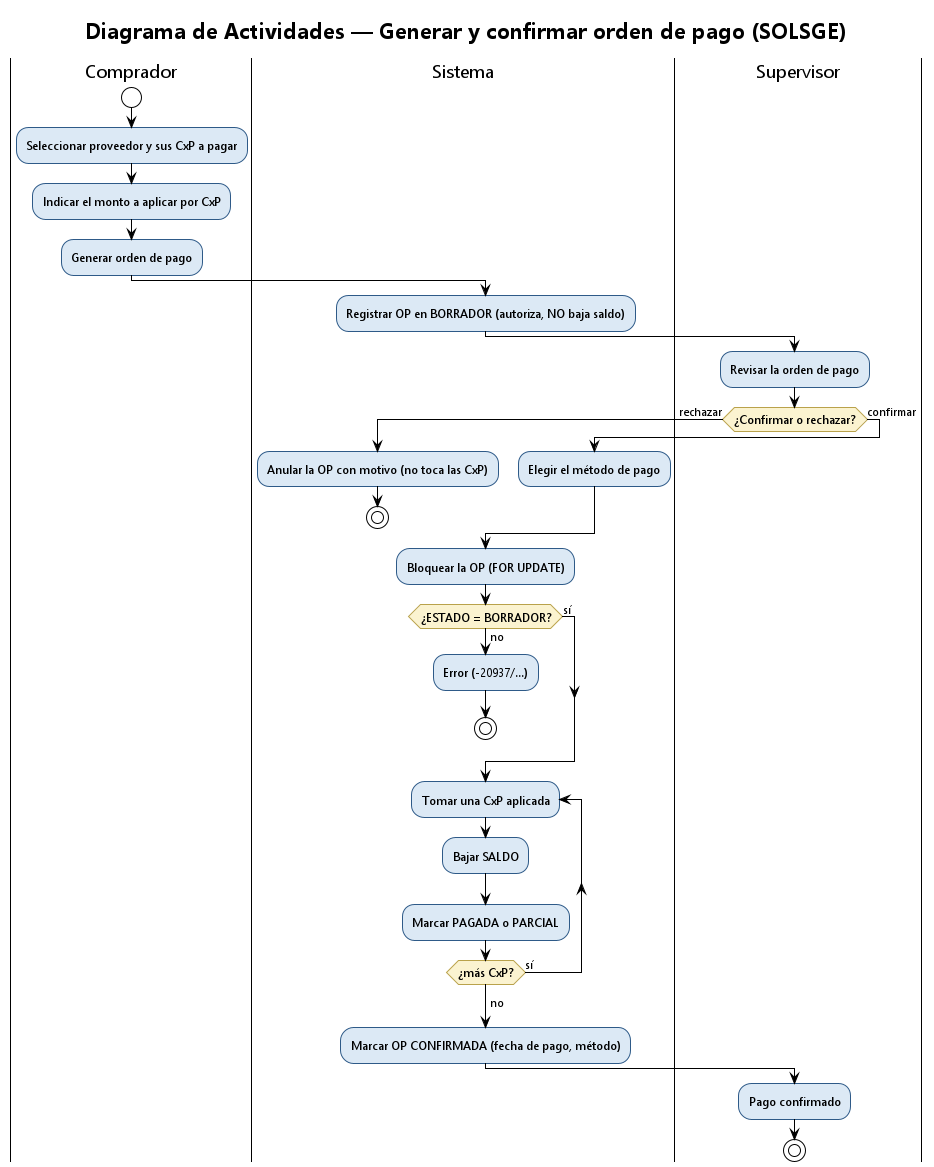 Diagrama de Actividades — Generar y confirmar orden de pago (SOLSGE)
Comprador
Sistema
Supervisor
Seleccionar proveedor y sus CxP a pagar
Indicar el monto a aplicar por CxP
Generar orden de pago
Registrar OP en BORRADOR (autoriza, NO baja saldo)
Revisar la orden de pago
rechazar
¿Confirmar o rechazar?
confirmar
Anular la OP con motivo (no toca las CxP)
Elegir el método de pago
Bloquear la OP (FOR UPDATE)
¿ESTADO = BORRADOR?
sí
no
Error (-20937/...)
Tomar una CxP aplicada
Bajar SALDO
Marcar PAGADA o PARCIAL
¿más CxP?
sí
no
Marcar OP CONFIRMADA (fecha de pago, método)
Pago confirmado